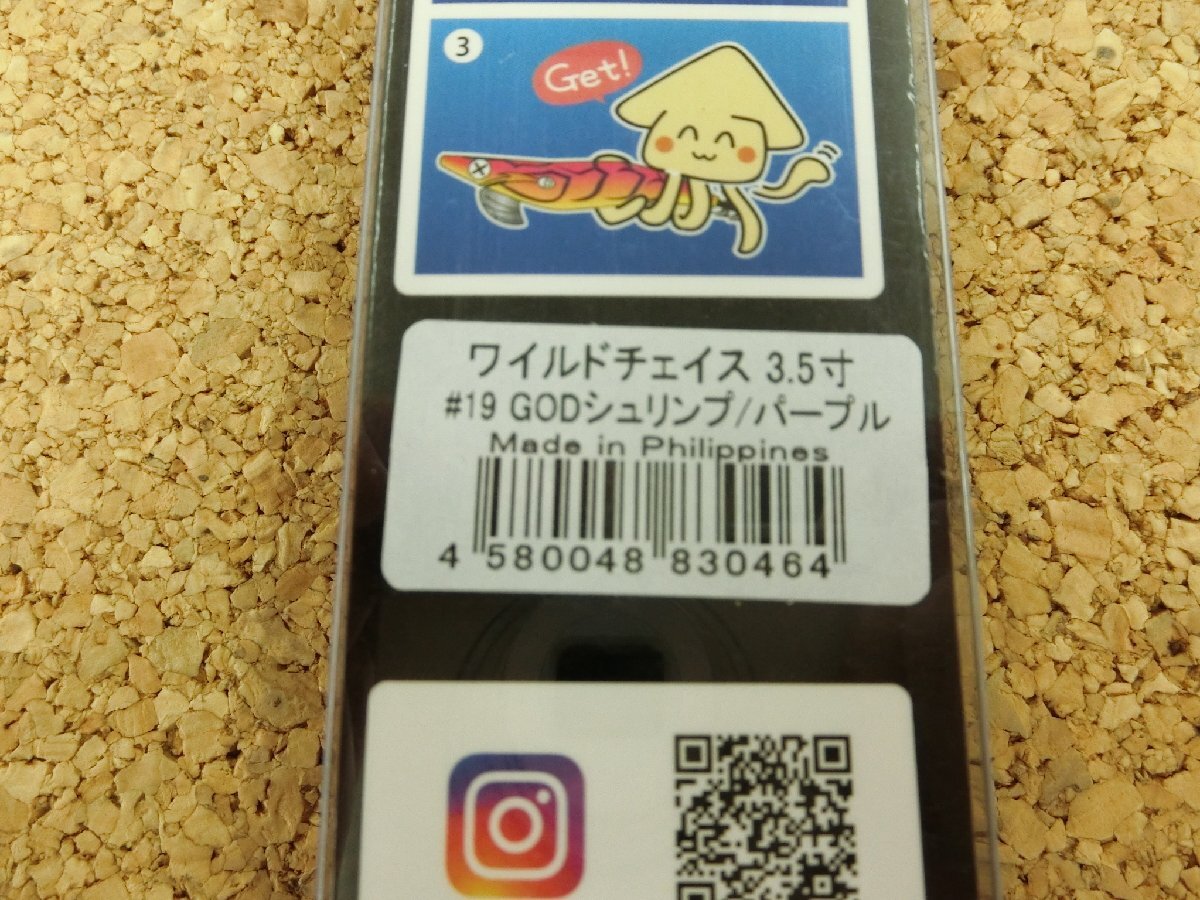 3
Get!
ワイルドチェイス 3.5寸
#19 GODシュリンプ/パープル
Made in Philippines
4 580048 830464